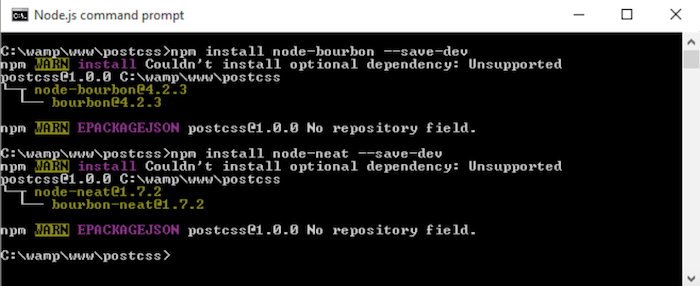 Node.js command prompt
C:\wamp\www\postcss>npm install node-bourbon --save-dev
npm WARN install Couldn't install optional dependency: Unsupported
postcss@1.0.0 C:\wamp\www\postcss
└─┬ node-bourbon@4.2.3
  └── bourbon@4.2.3
npm WARN EPACKAGEJSON postcss@1.0.0 No repository field.
C:\wamp\www\postcss>npm install node-neat --save-dev
npm WARN install Couldn't install optional dependency: Unsupported
postcss@1.0.0 C:\wamp\www\postcss
└─┬ node-neat@1.7.2
  └── bourbon-neat@1.7.2
npm WARN EPACKAGEJSON postcss@1.0.0 No repository field.
C:\wamp\www\postcss>